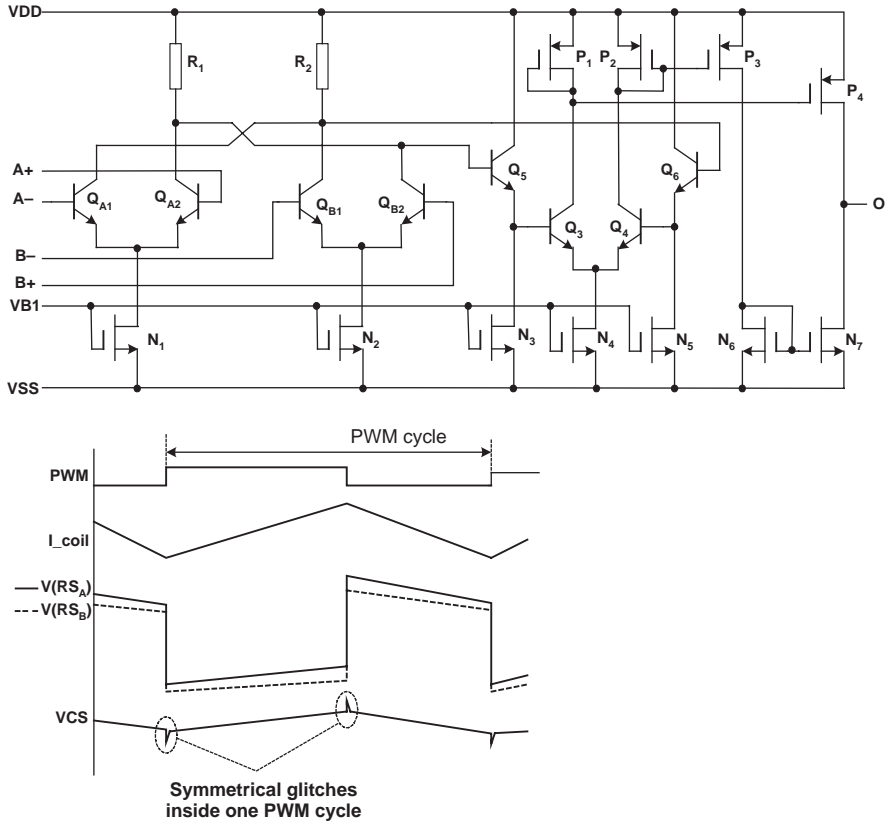 VDD
R1
R2
P1
P2
P3
P4
A+
A–
QA1
QA2
QB1
QB2
Q5
Q6
Q3
Q4
O
B–
B+
VB1
N1
N2
N3
N4
N5
N6
N7
VSS
PWM cycle
PWM
I_coil
V(RSA)
V(RSB)
VCS
Symmetrical glitches
inside one PWM cycle